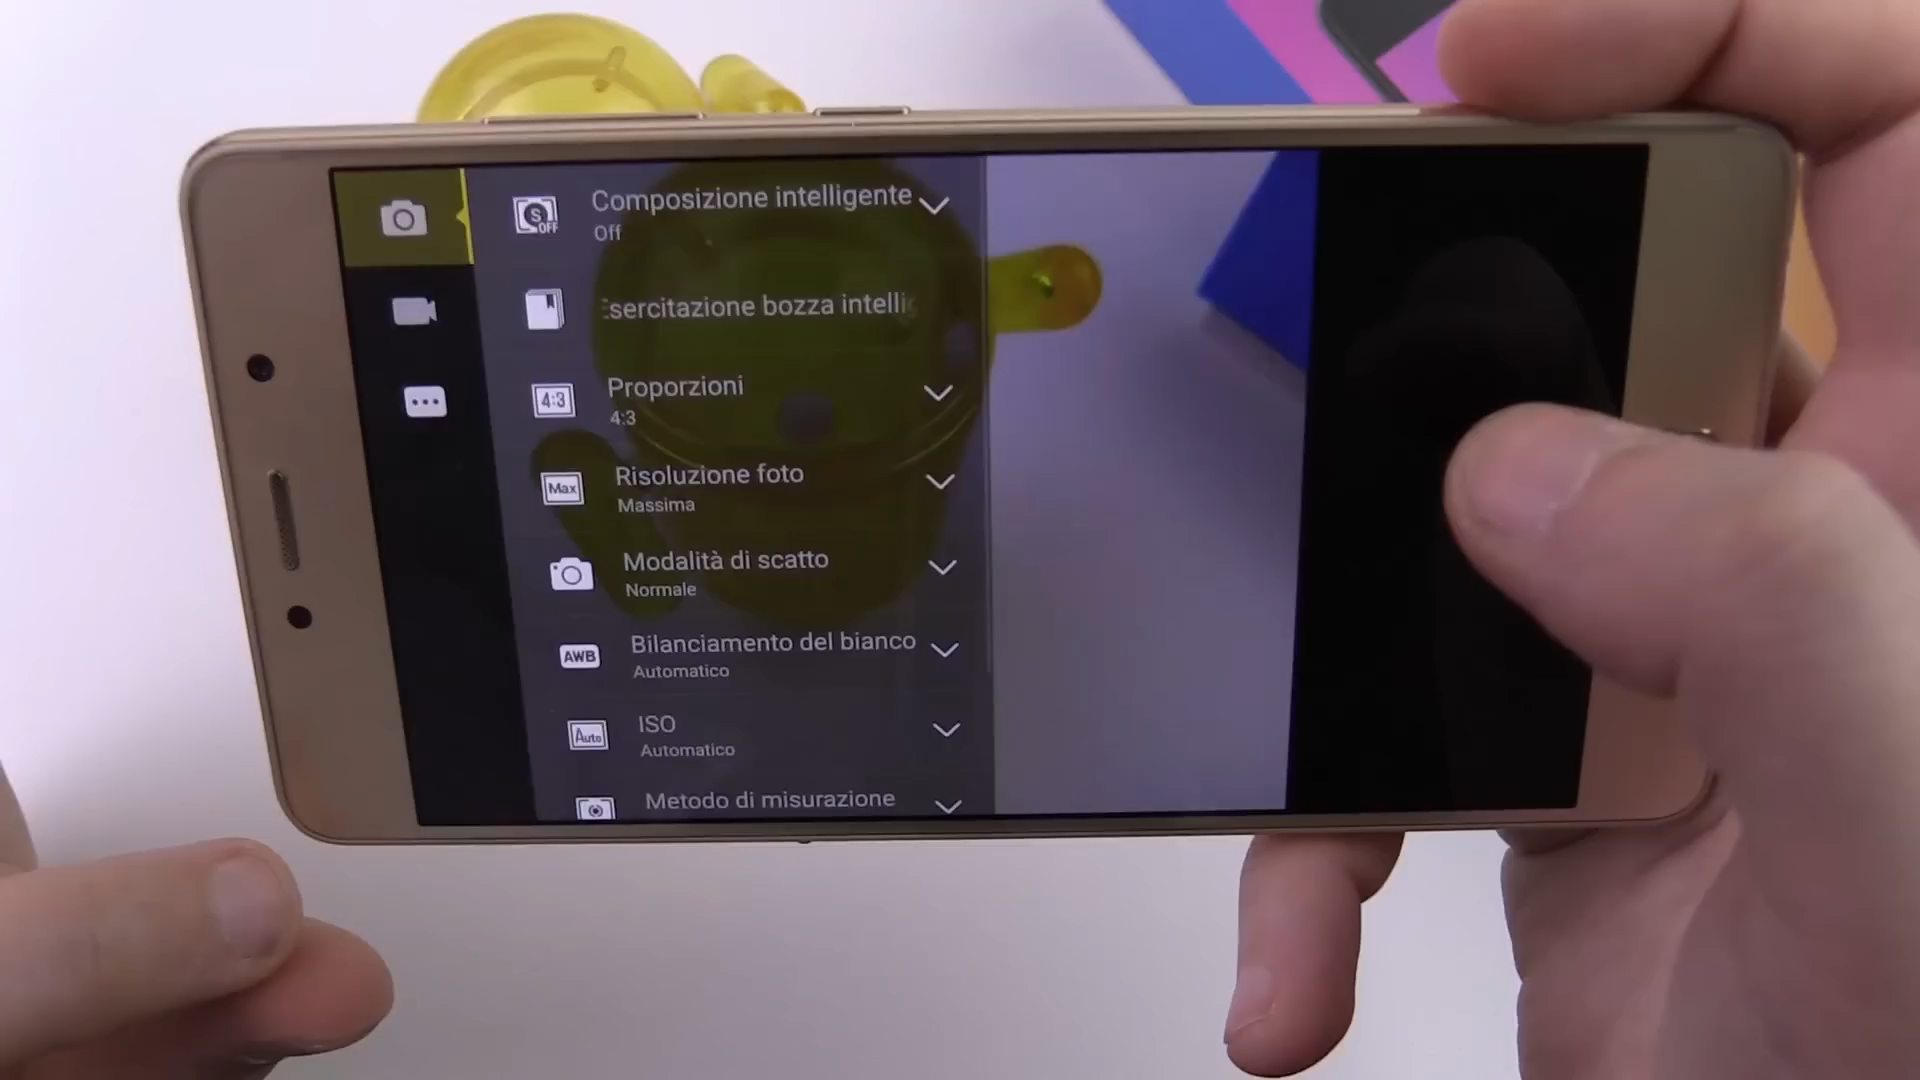 Composizione intelligente
S
OFF
Off
sercitazione bozza intelli
4:3
Proporzioni
4:3
Max
Risoluzione foto
Massima
Modalità di scatto
Normale
AWB
Bilanciamento del bianco
Automatico
Auto
ISO
Automatico
Metodo di misurazione